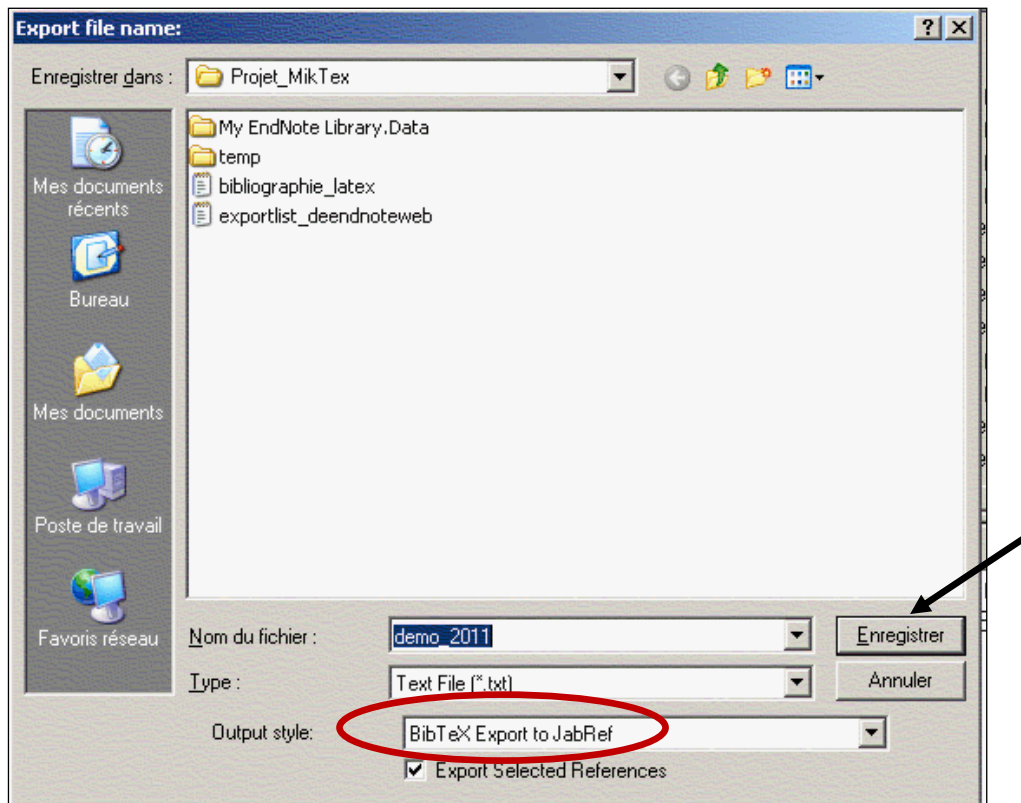 Export file name:
Enregistrer dans : Projet_MikTex
My EndNote Library.Data
temp
bibliographie_latex
exportlist_deendnoteweb
Mes documents
récents
Bureau
Mes documents
Poste de travail
Favoris réseau
Nom du fichier : demo_2011 Enregistrer
Type : Text File (*.txt) Annuler
Output style: BibTeX Export to JabRef
Export Selected References